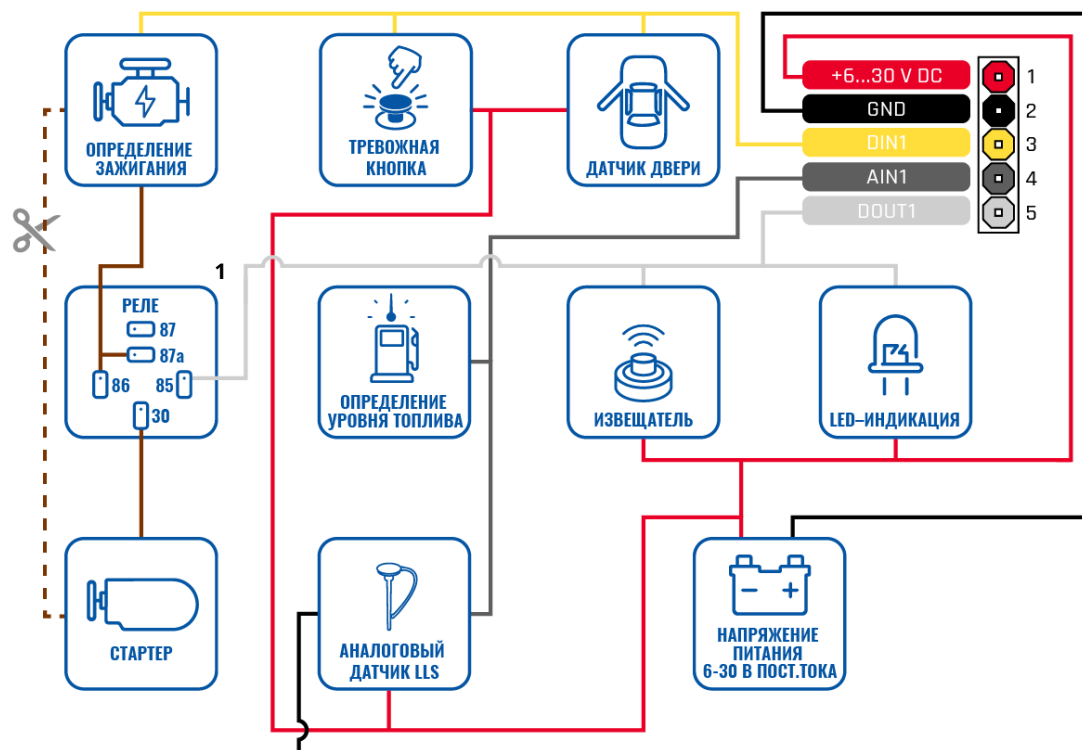 +6...30 V DC 1
GND 2
DIN1 3
AIN1 4
DOUT1 5
ОПРЕДЕЛЕНИЕ
ЗАЖИГАНИЯ
ТРЕВОЖНАЯ
КНОПКА
ДАТЧИК ДВЕРИ
1
РЕЛЕ
87
87a
86 85
30
ОПРЕДЕЛЕНИЕ
УРОВНЯ ТОПЛИВА
ИЗВЕЩАТЕЛЬ
LED–ИНДИКАЦИЯ
СТАРТЕР
АНАЛОГОВЫЙ
ДАТЧИК LLS
НАПРЯЖЕНИЕ
ПИТАНИЯ
6-30 В ПОСТ.ТОКА